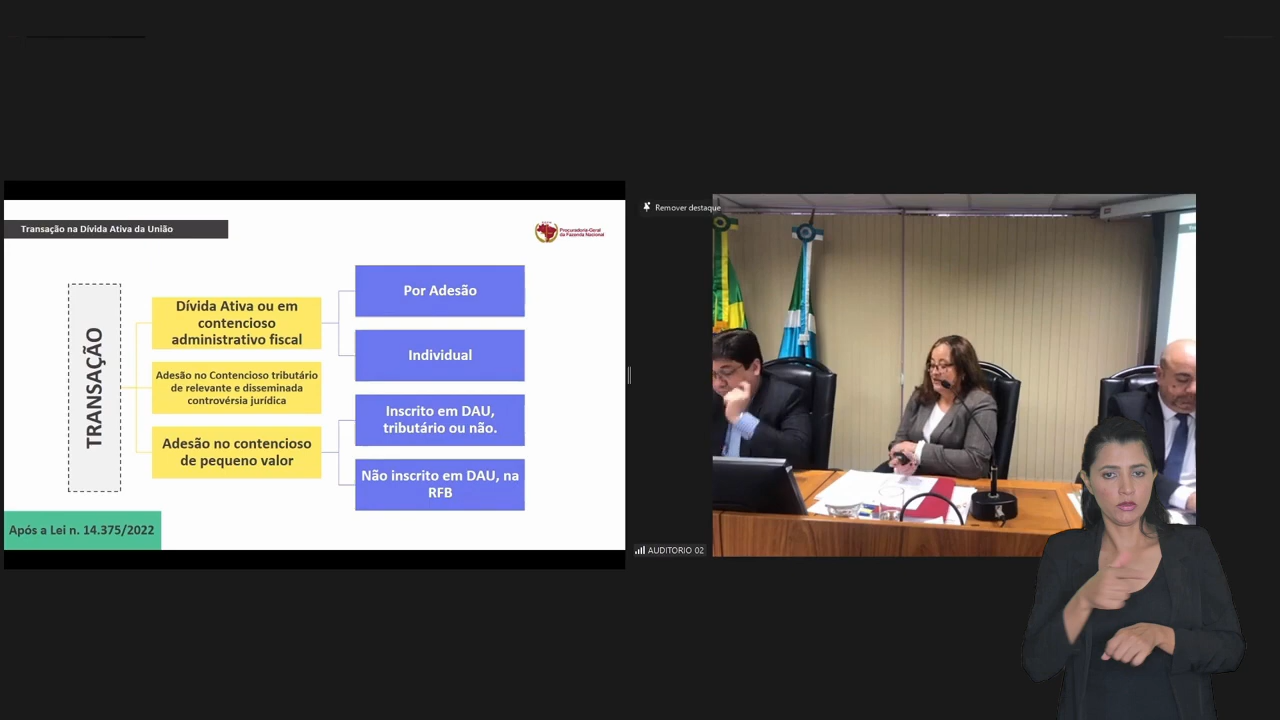 Transação na Dívida Ativa da União
Procuradoria-Geral
da Fazenda Nacional
TRANSAÇÃO
Dívida Ativa ou em
contencioso
administrativo fiscal
Adesão no Contencioso tributário
de relevante e disseminada
controvérsia jurídica
Adesão no contencioso
de pequeno valor
Por Adesão
Individual
Inscrito em DAU,
tributário ou não.
Não inscrito em DAU, na
RFB
Após a Lei n. 14.375/2022
Remover destaque
AUDITORIO 02